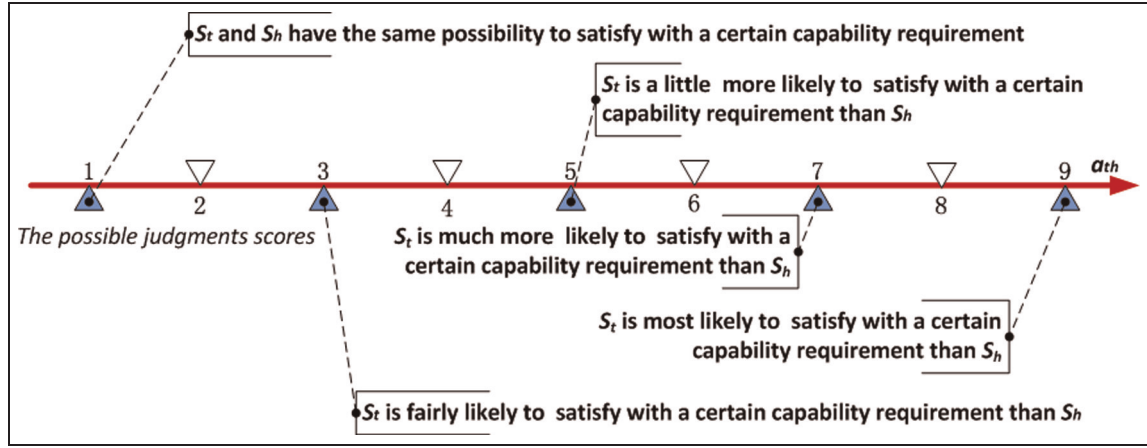 St and Sh have the same possibility to satisfy with a certain capability requirement
St is a little more likely to satisfy with a certain
capability requirement than Sh
1 3 5 7 9 ath
2 4 6 8
The possible judgments scores
St is much more likely to satisfy with a
certain capability requirement than Sh
St is most likely to satisfy with a certain
capability requirement than Sh
St is fairly likely to satisfy with a certain capability requirement than Sh